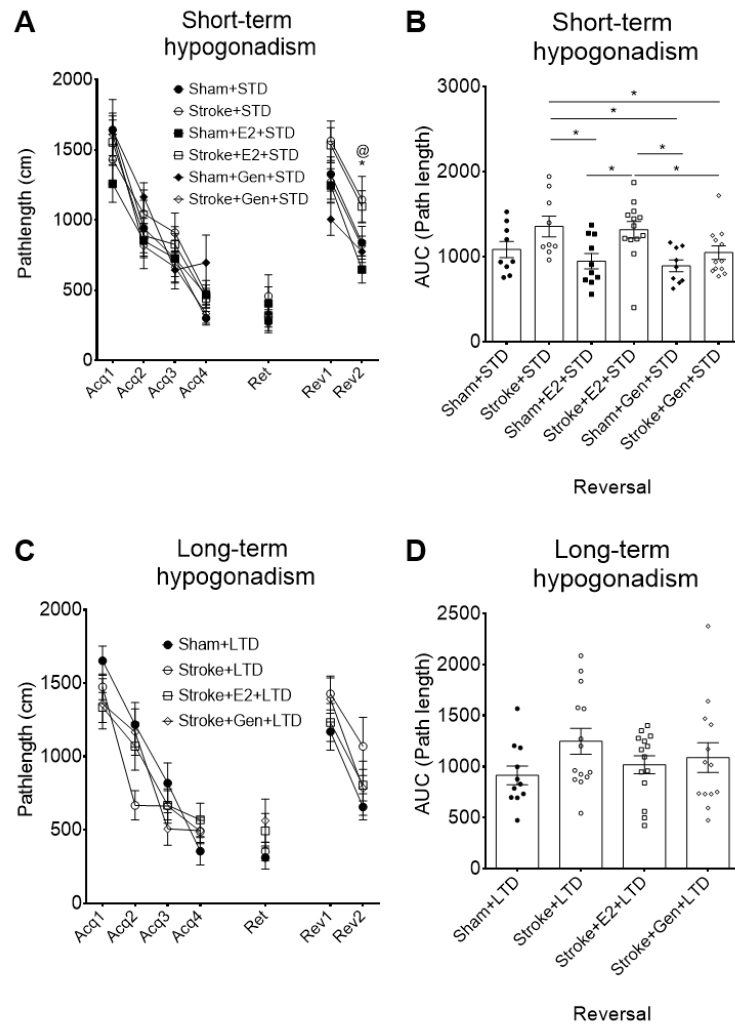 A
Short-term
hypogonadism
2000
1500
1000
500
0
Pathlength (cm)
Sham+STD
Stroke+STD
Sham+E2+STD
Stroke+E2+STD
Sham+Gen+STD
Stroke+Gen+STD
@
*
Acq1
Acq2
Acq3
Acq4
Ret
Rev1
Rev2
B
Short-term
hypogonadism
3000
2000
1000
0
AUC (Path length)
*
*
*
*
*
*
Sham+STD
Stroke+STD
Sham+E2+STD
Stroke+E2+STD
Sham+Gen+STD
Stroke+Gen+STD
Reversal
C
Long-term
hypogonadism
2000
1500
1000
500
0
Pathlength (cm)
Sham+LTD
Stroke+LTD
Stroke+E2+LTD
Stroke+Gen+LTD
Acq1
Acq2
Acq3
Acq4
Ret
Rev1
Rev2
D
Long-term
hypogonadism
2500
2000
1500
1000
500
0
AUC (Path length)
Sham+LTD
Stroke+LTD
Stroke+E2+LTD
Stroke+Gen+LTD
Reversal